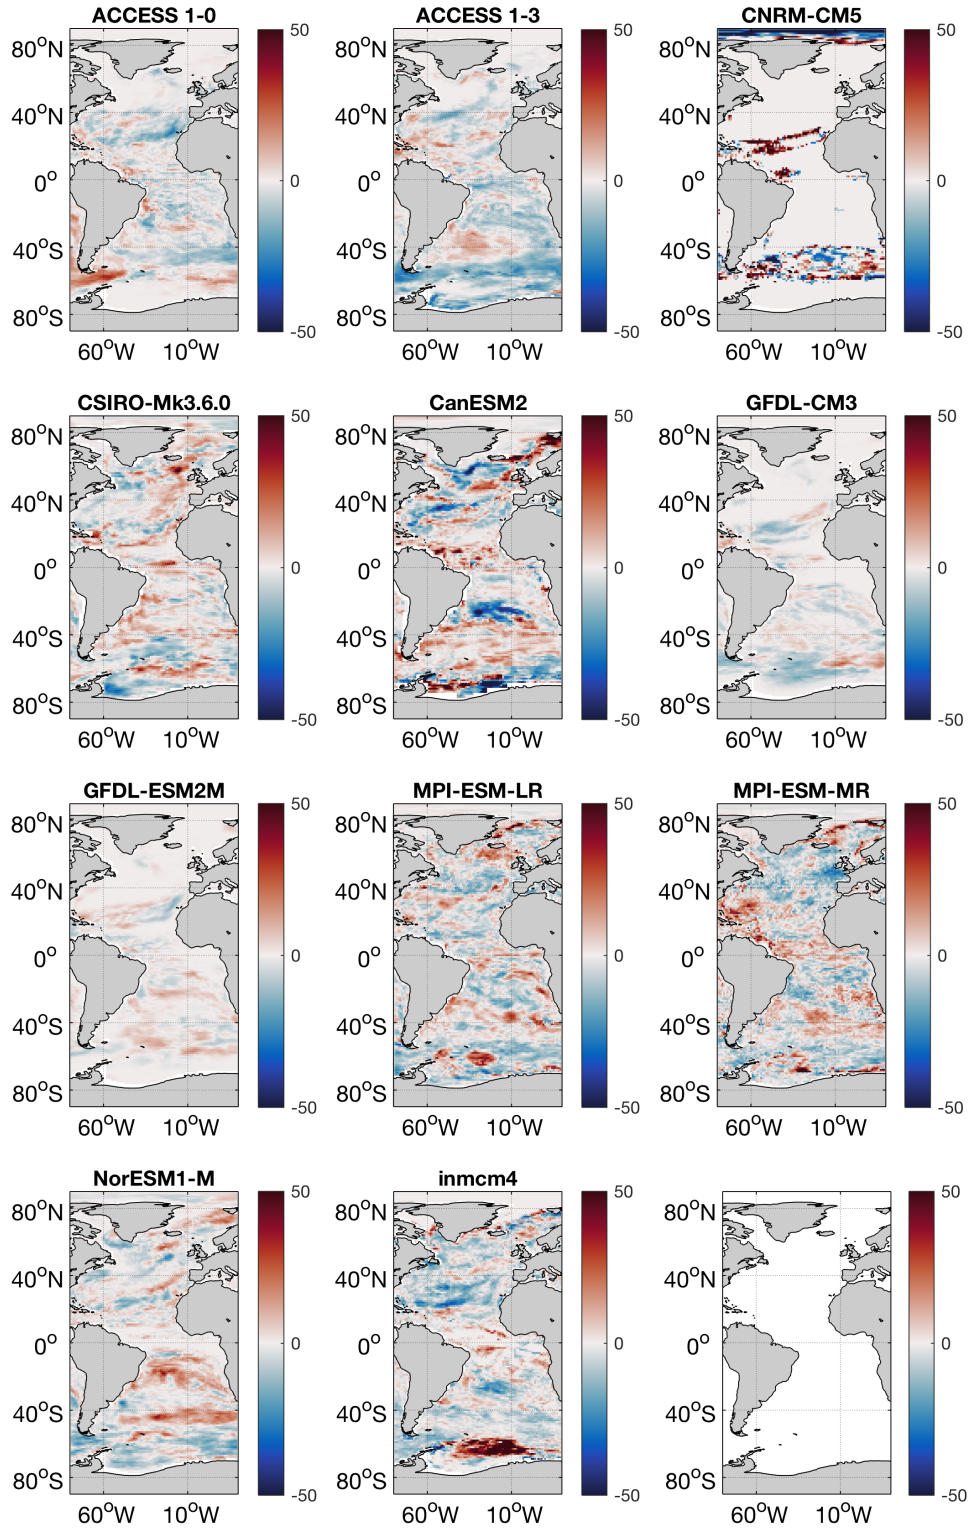 ACCESS 1-0
ACCESS 1-3
CNRM-CM5
80°N
40°N
0°
40°S
80°S
60°W 10°W
50
0
-50
80°N
40°N
0°
40°S
80°S
60°W 10°W
50
0
-50
80°N
40°N
0°
40°S
80°S
60°W 10°W
50
0
-50
CSIRO-Mk3.6.0
CanESM2
GFDL-CM3
80°N
40°N
0°
40°S
80°S
60°W 10°W
50
0
-50
80°N
40°N
0°
40°S
80°S
60°W 10°W
50
0
-50
80°N
40°N
0°
40°S
80°S
60°W 10°W
50
0
-50
GFDL-ESM2M
MPI-ESM-LR
MPI-ESM-MR
80°N
40°N
0°
40°S
80°S
60°W 10°W
50
0
-50
80°N
40°N
0°
40°S
80°S
60°W 10°W
50
0
-50
80°N
40°N
0°
40°S
80°S
60°W 10°W
50
0
-50
NorESM1-M
inmcm4
80°N
40°N
0°
40°S
80°S
60°W 10°W
50
0
-50
80°N
40°N
0°
40°S
80°S
60°W 10°W
50
0
-50
80°N
40°N
0°
40°S
80°S
60°W 10°W
50
0
-50